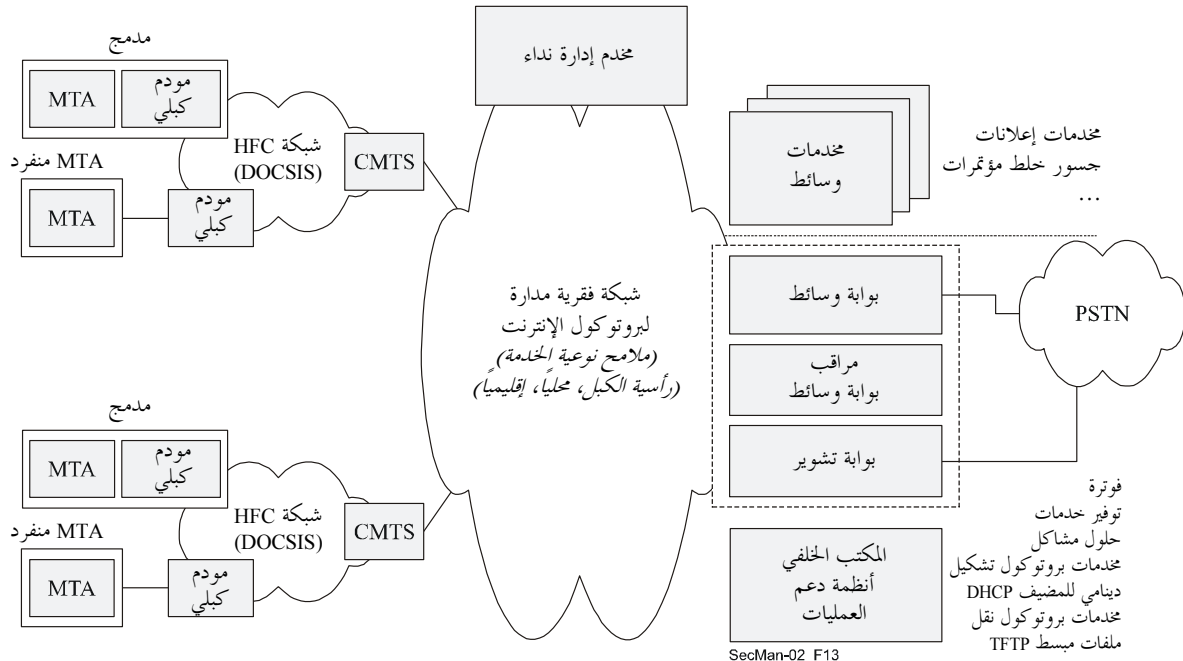 مخدم إدارة نداء
مدمج
MTA
مودم
كبلي
شبكة HFC
(DOCSIS)
CMTS
MTA منفرد
MTA
مودم
كبلي
مخدمات
وسائط
مخدمات إعلانات
جسور خلط مؤتمرات
...
شبكة فقرية مدارة
لبروتوكول الإنترنت
(ملامح نوعية الخدمة)
(رأسية الكبل، محلياً، إقليمياً)
بوابة وسائط
مراقب
بوابة وسائط
بوابة تشوير
PSTN
مدمج
MTA
مودم
كبلي
شبكة HFC
(DOCSIS)
CMTS
MTA منفرد
MTA
مودم
كبلي
المكتب الخلفي
أنظمة دعم
العمليات
فوترة
توفير خدمات
حلول مشاكل
مخدمات بروتوكول تشكيل
دينامي للمضيف DHCP
مخدمات بروتوكول نقل
ملفات مبسط TFTP
SecMan-02 F13